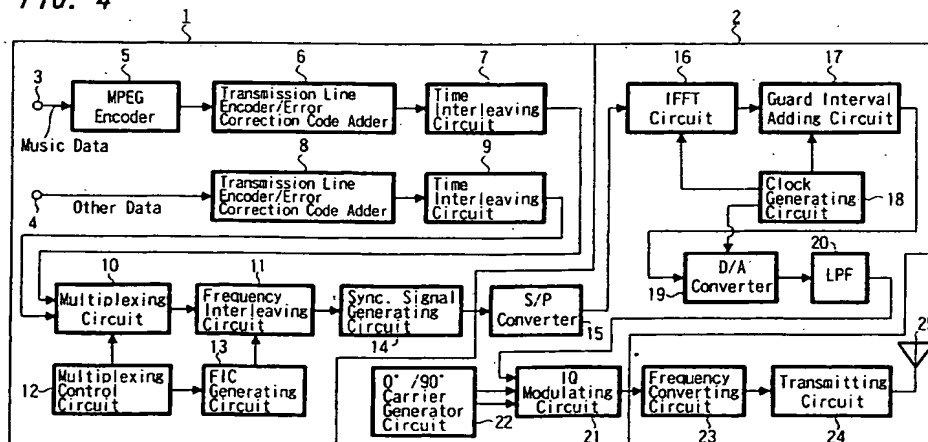 FIG. 4
1
2
3
5
6
7
16
17
MPEG
Encoder
Transmission Line
Encoder/Error
Correction Code Adder
Time
Interleaving
Circuit
IFFT
Circuit
Guard Interval
Adding Circuit
Music Data
8
9
4
Other Data
Transmission Line
Encoder/Error
Correction Code Adder
Time
Interleaving
Circuit
Clock
Generating
Circuit
18
10
11
20
Multiplexing
Circuit
Frequency
Interleaving
Circuit
Sync. Signal
Generating
Circuit
14
S/P
Converter
15
D/A
Converter
19
LPF
13
25
12
Multiplexing
Control
Circuit
FIC
Generating
Circuit
0° /90°
Carrier
Generator
Circuit
22
IQ
Modulating
Circuit
21
Frequency
Converting
Circuit
23
Transmitting
Circuit
24